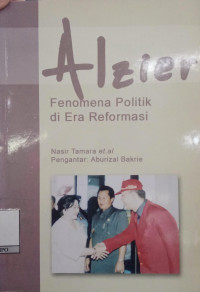 Alzier
Fenomena Politik
di Era Reformasi
Nasir Tamara et.al
Pengantar: Aburizal Bakrie